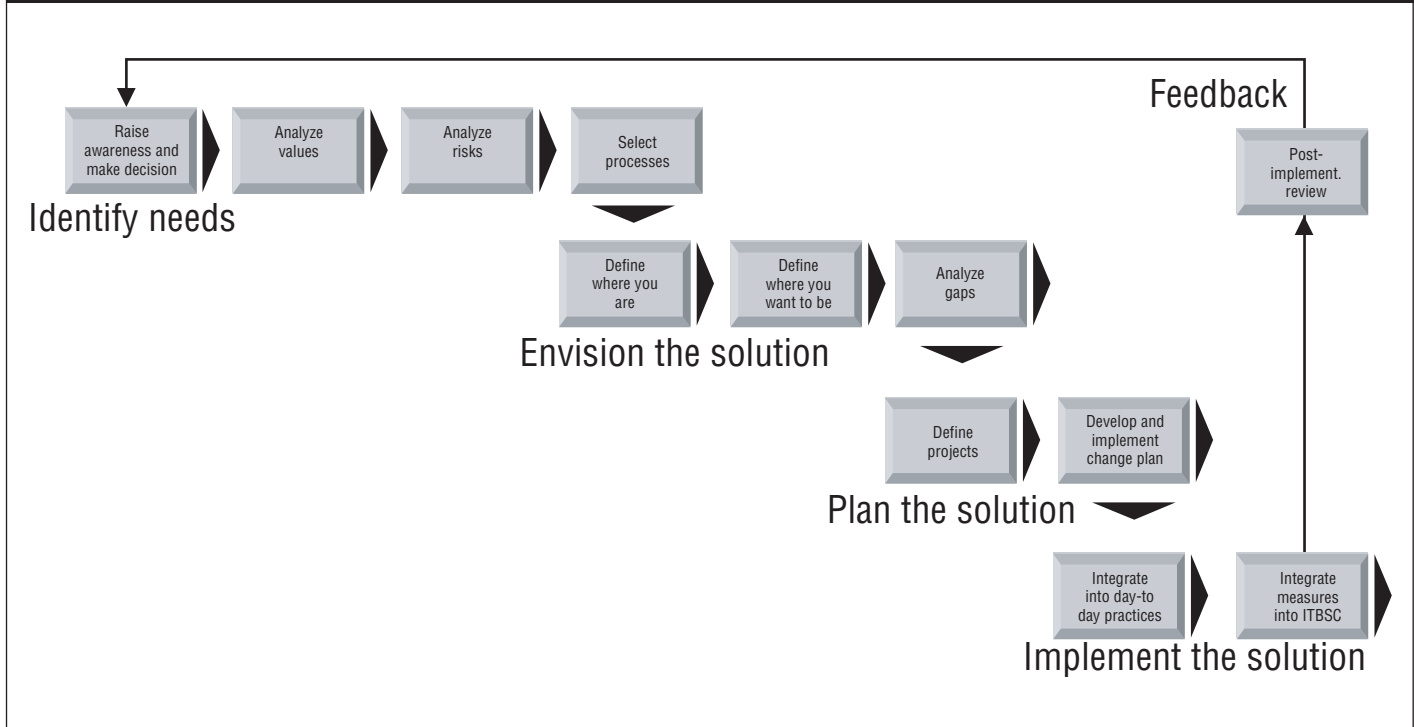 Feedback
Raise
awareness and
make decision
Analyze
values
Analyze
risks
Select
processes
Post-
implement.
review
Identify needs
Define
where you
are
Define
where you
want to be
Analyze
gaps
Envision the solution
Define
projects
Develop and
implement
change plan
Plan the solution
Integrate
into day-to
day practices
Integrate
measures
into ITBSC
Implement the solution